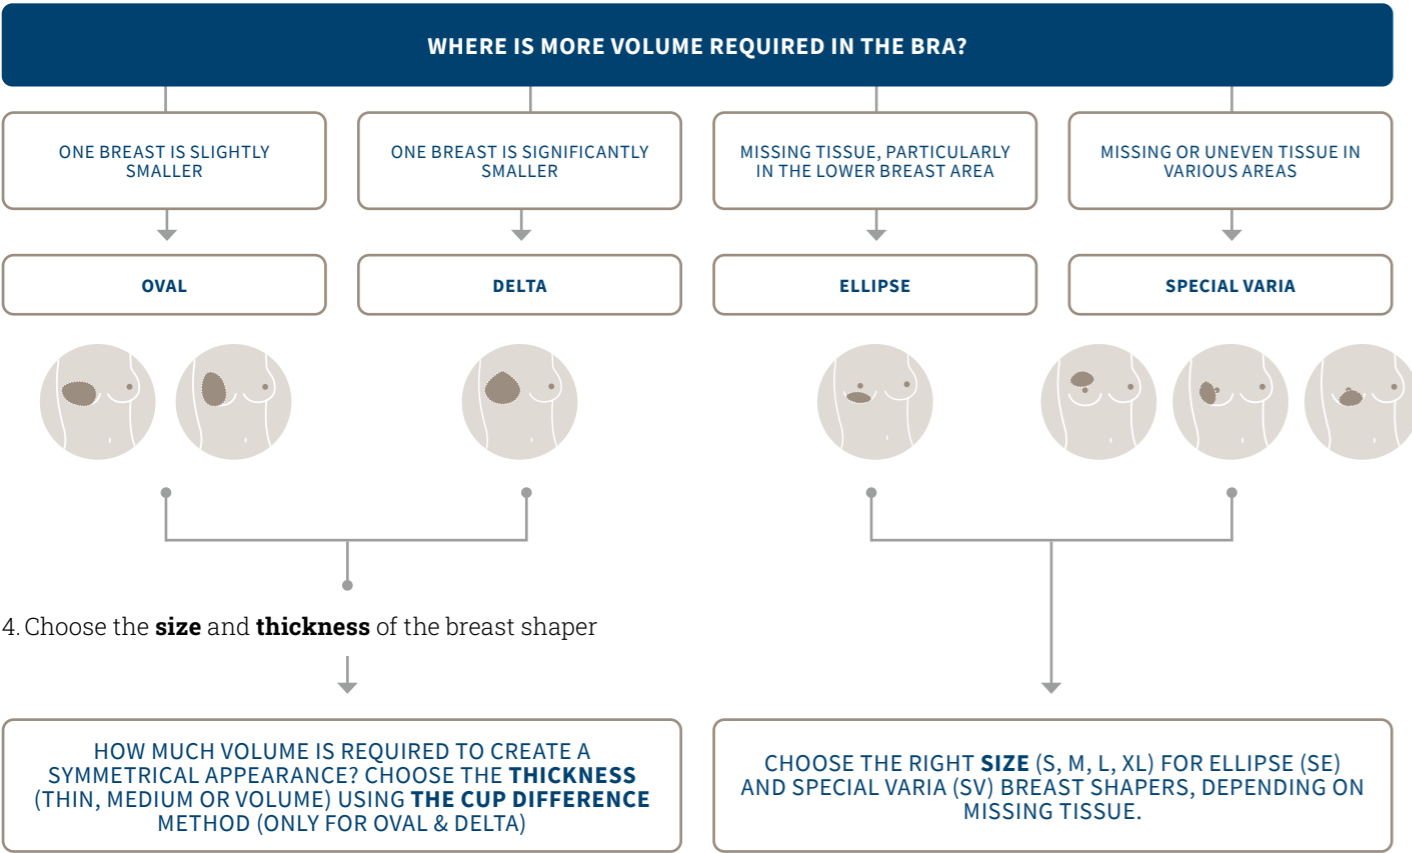 WHERE IS MORE VOLUME REQUIRED IN THE BRA?
ONE BREAST IS SLIGHTLY
SMALLER
ONE BREAST IS SIGNIFICANTLY
SMALLER
MISSING TISSUE, PARTICULARLY
IN THE LOWER BREAST AREA
MISSING OR UNEVEN TISSUE IN
VARIOUS AREAS
OVAL
DELTA
ELLIPSE
SPECIAL VARIA
4. Choose the size and thickness of the breast shaper
HOW MUCH VOLUME IS REQUIRED TO CREATE A
SYMMETRICAL APPEARANCE? CHOOSE THE THICKNESS
(THIN, MEDIUM OR VOLUME) USING THE CUP DIFFERENCE
METHOD (ONLY FOR OVAL & DELTA)
CHOOSE THE RIGHT SIZE (S, M, L, XL) FOR ELLIPSE (SE)
AND SPECIAL VARIA (SV) BREAST SHAPERS, DEPENDING ON
MISSING TISSUE.